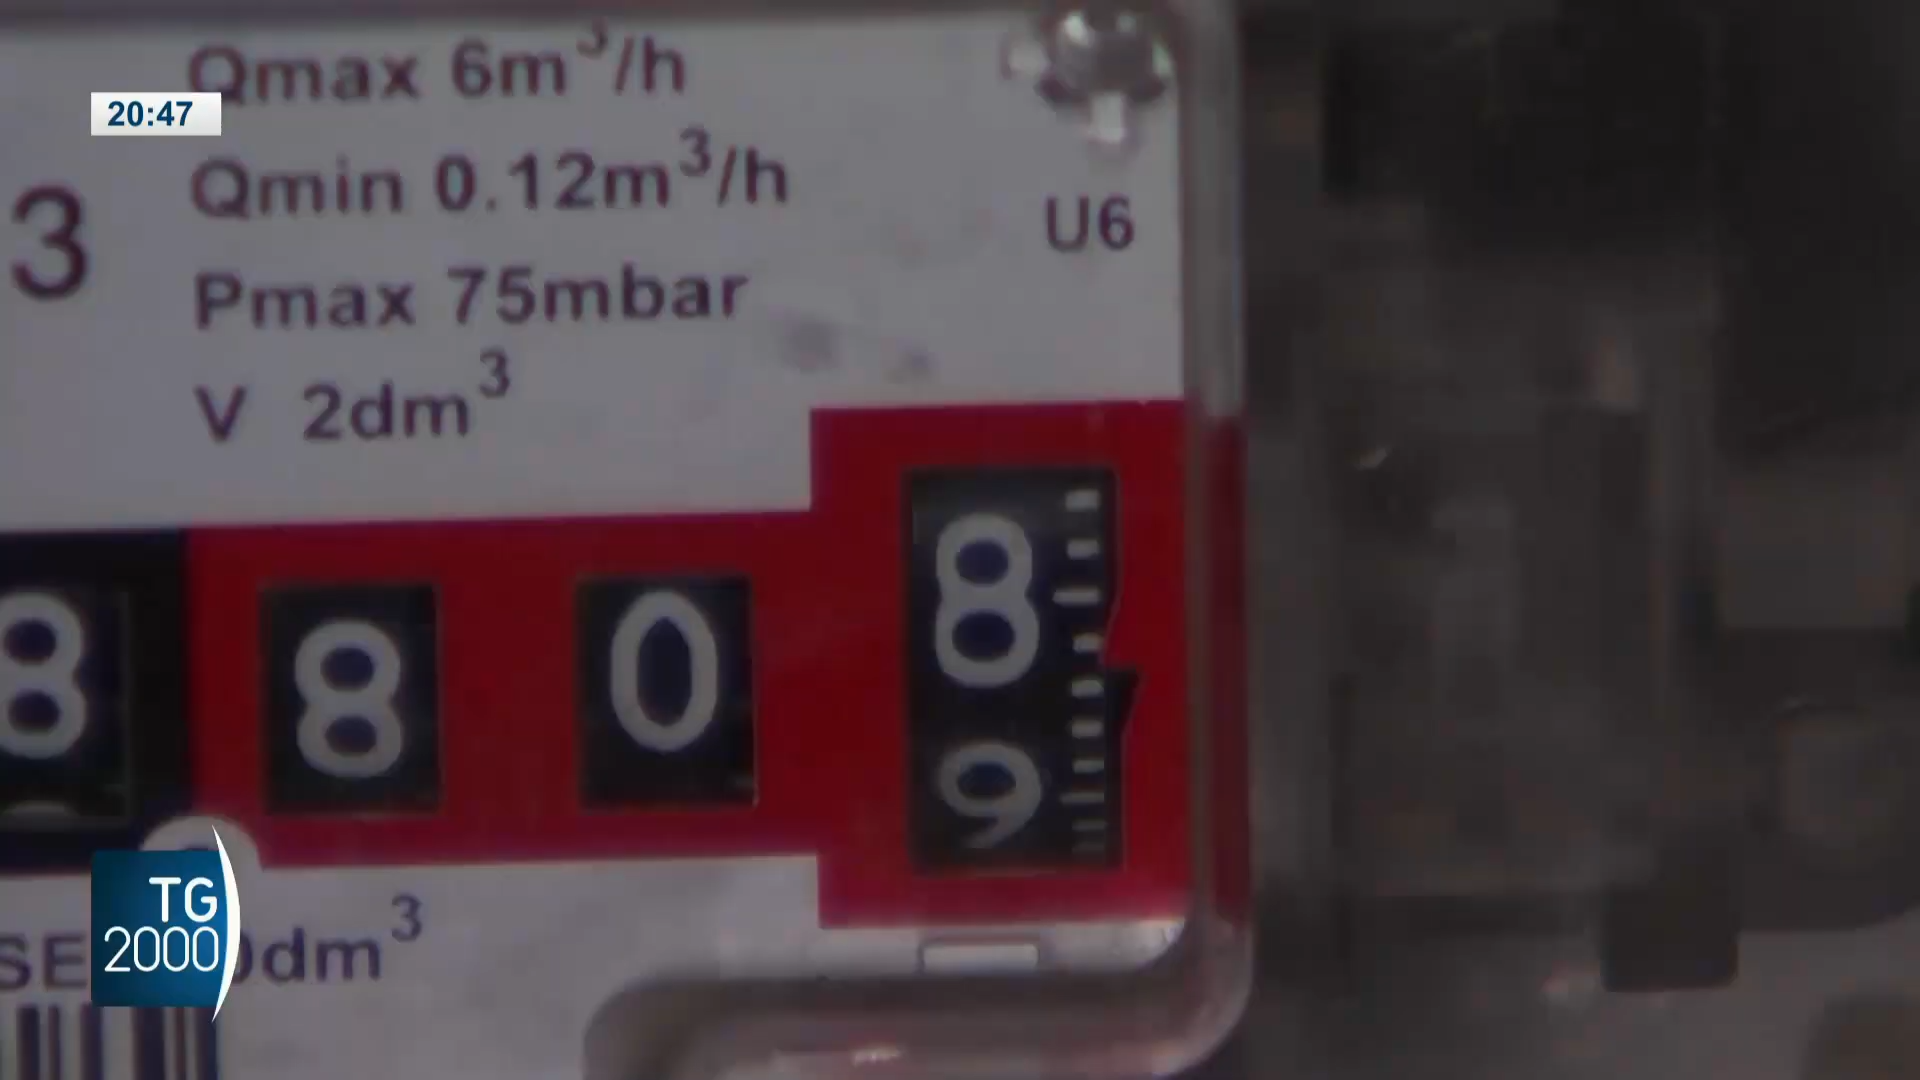 Qmax 6m³/h
20:47
3
Qmin 0.12m³/h
U6
Pmax 75mbar
V 2dm³
8 8 0 8
9
TG
2000
dm³